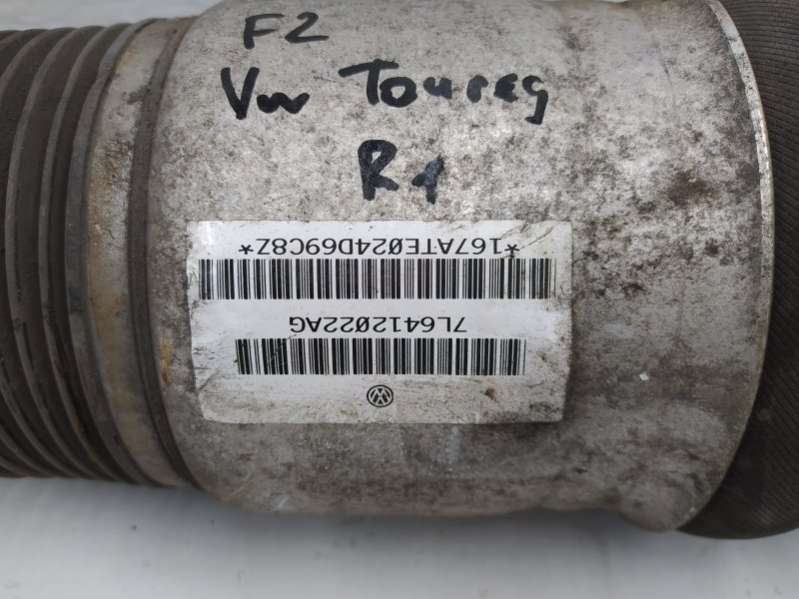 F2
VW Toureg
R1
*167ATE024D69C8Z*
7L6412022AG